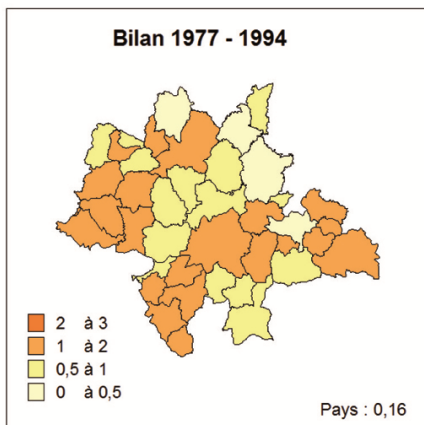 Bilan 1977 - 1994
2 à 3
1 à 2
0,5 à 1
0 à 0,5
Pays : 0,16